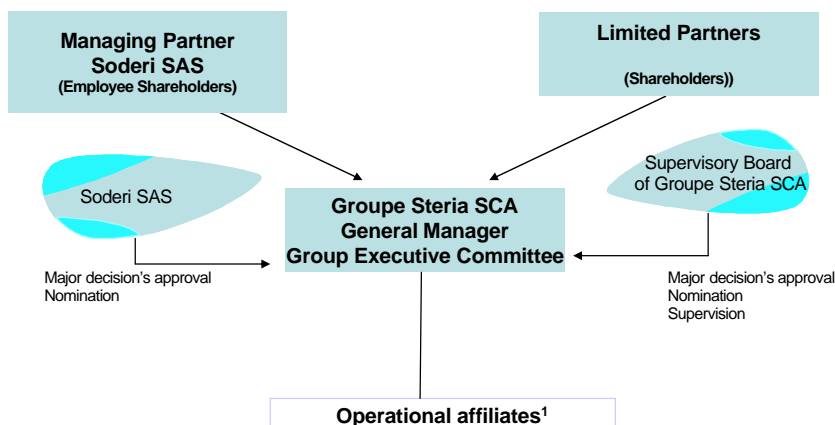 Managing Partner
Soderi SAS
(Employee Shareholders)
Limited Partners
(Shareholders))
Soderi SAS
Supervisory Board
of Groupe Steria SCA
Groupe Steria SCA
General Manager
Group Executive Committee
Major decision's approval
Nomination
Major decision's approval
Nomination
Supervision
Operational affiliates¹